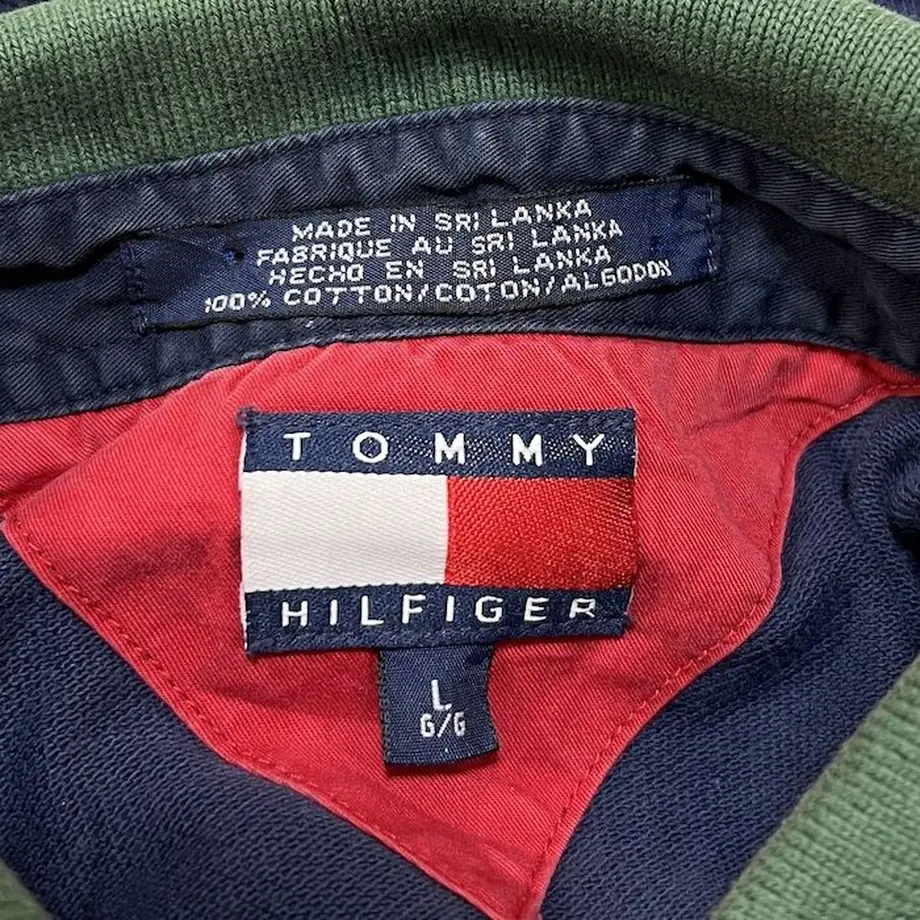 MADE IN SRI LANKA
FABRIQUE AU SRI LANKA
HECHO EN SRI LANKA
100% COTTON/COTON/ALGODON
TOMMY
HILFIGER
L
G/G